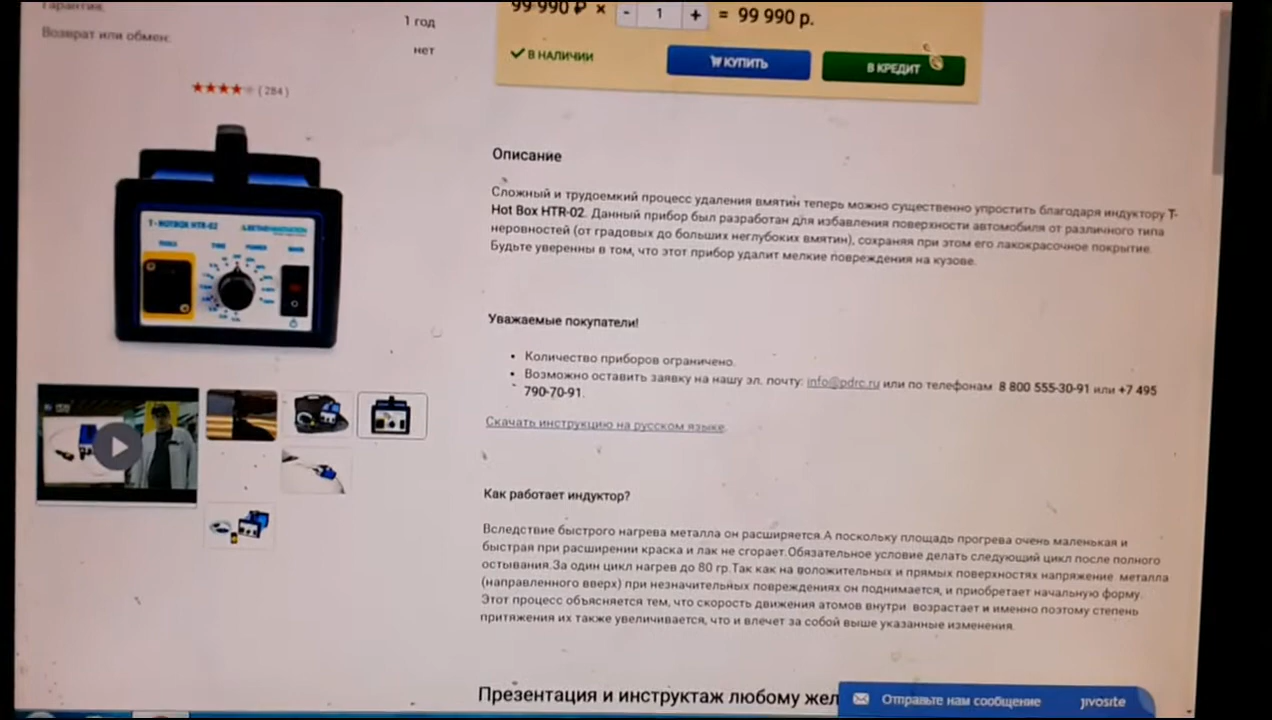 Гарантия:
1 год
Возврат или обмен:
нет
(284)
T - HOTBOX HTR-02
99 990 ₽ × - 1 + = 99 990 р.
В НАЛИЧИИ
КУПИТЬ
В КРЕДИТ
Описание
Сложный и трудоемкий процесс удаления вмятин теперь можно существенно упростить благодаря индуктору T-
Hot Box HTR-02. Данный прибор был разработан для избавления поверхности автомобиля от различного типа
неровностей (от градовых до больших неглубоких вмятин), сохраняя при этом его лакокрасочное покрытие.
Будьте уверенны в том, что этот прибор удалит мелкие повреждения на кузове.
Уважаемые покупатели!
• Количество приборов ограничено.
• Возможно оставить заявку на нашу эл. почту: info@pdrc.ru или по телефонам 8 800 555-30-91 или +7 495
790-70-91.
Скачать инструкцию на русском языке.
Как работает индуктор?
Вследствие быстрого нагрева металла он расширяется.А поскольку площадь прогрева очень маленькая и
быстрая при расширении краска и лак не сгорает.Обязательное условие делать следующий цикл после полного
остывания.За один цикл нагрев до 80 гр.Так как на положительных и прямых поверхностях напряжение металла
(направленного вверх) при незначительных повреждениях он поднимается, и приобретает начальную форму.
Этот процесс объясняется тем, что скорость движения атомов внутри возрастает и именно поэтому степень
притяжения их также увеличивается, что и влечет за собой выше указанные изменения.
Презентация и инструктаж любому жел
Отправьте нам сообщение
jivosite